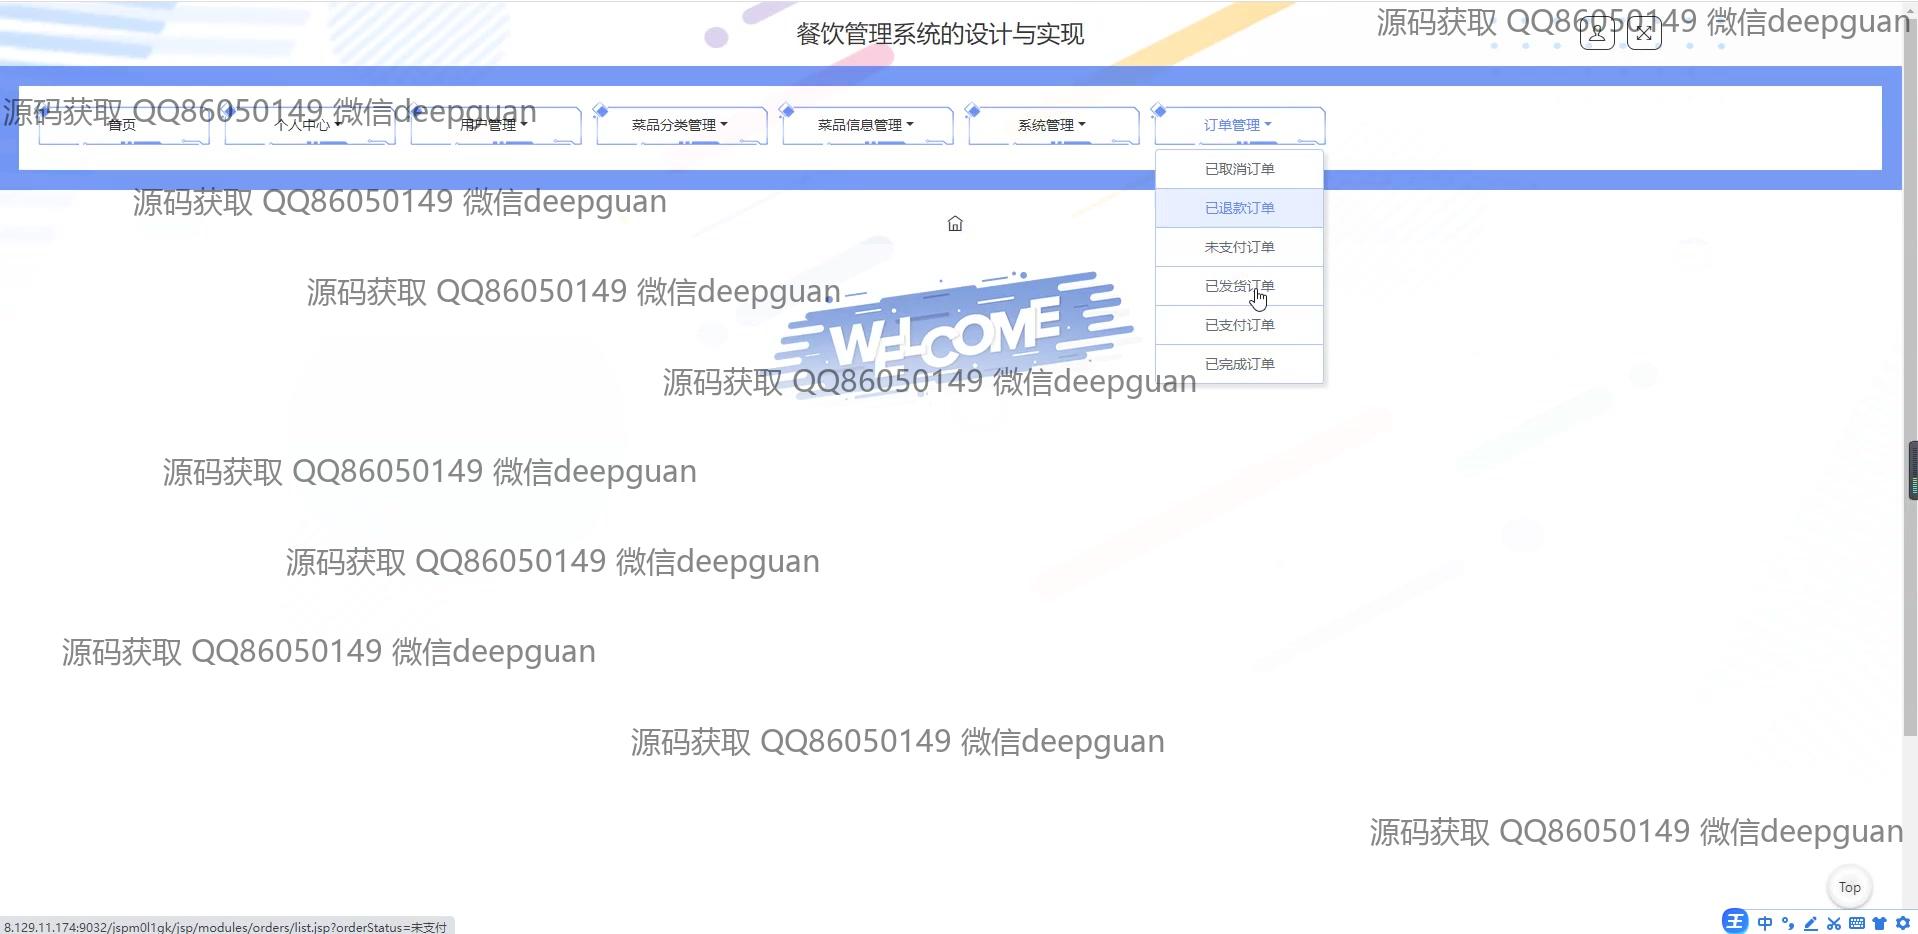 餐饮管理系统的设计与实现
源码获取 QQ86050149 微信deepguan
源码获取 QQ86050149 微信deepguan
首页
个人中心
用户管理
菜品分类管理
菜品信息管理
系统管理
订单管理
已取消订单
已退款订单
未支付订单
已发货订单
已支付订单
已完成订单
源码获取 QQ86050149 微信deepguan
源码获取 QQ86050149 微信deepguan
WELCOME
源码获取 QQ86050149 微信deepguan
源码获取 QQ86050149 微信deepguan
源码获取 QQ86050149 微信deepguan
源码获取 QQ86050149 微信deepguan
源码获取 QQ86050149 微信deepguan
源码获取 QQ86050149 微信deepguan
Top
8.129.11.174:9032/jspm0l1qk/jsp/modules/orders/list.jsp?orderStatus=未支付
王 中